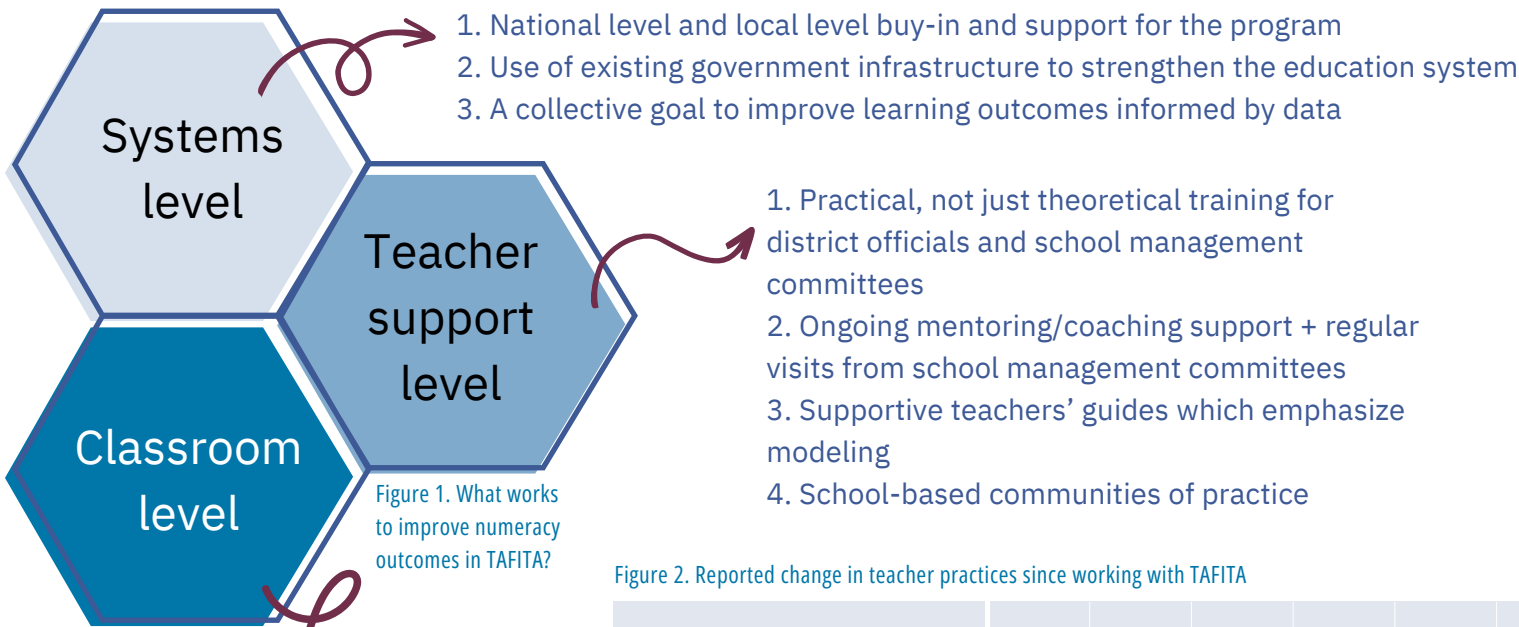 Systems
level
1. National level and local level buy-in and support for the program
2. Use of existing government infrastructure to strengthen the education system
3. A collective goal to improve learning outcomes informed by data
Teacher
support
level
1. Practical, not just theoretical training for
district officials and school management
committees
2. Ongoing mentoring/coaching support + regular
visits from school management committees
3. Supportive teachers’ guides which emphasize
modeling
4. School-based communities of practice
Classroom
level
Figure 1. What works
to improve numeracy
outcomes in TAFITA?
Figure 2. Reported change in teacher practices since working with TAFITA